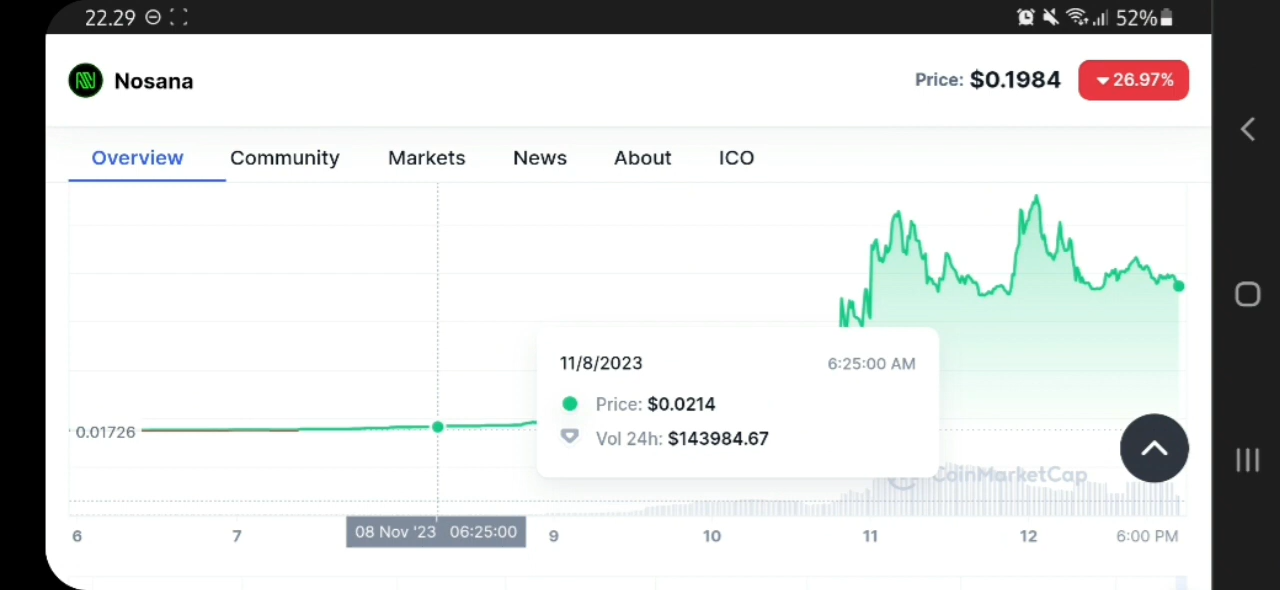 22.29 52%
Nosana Price: $0.1984 26.97%
Overview Community Markets News About ICO
11/8/2023 6:25:00 AM
Price: $0.0214
Vol 24h: $143984.67
0.01726
CoinMarketCap
6 7 08 Nov '23 06:25:00 9 10 11 12 6:00 PM